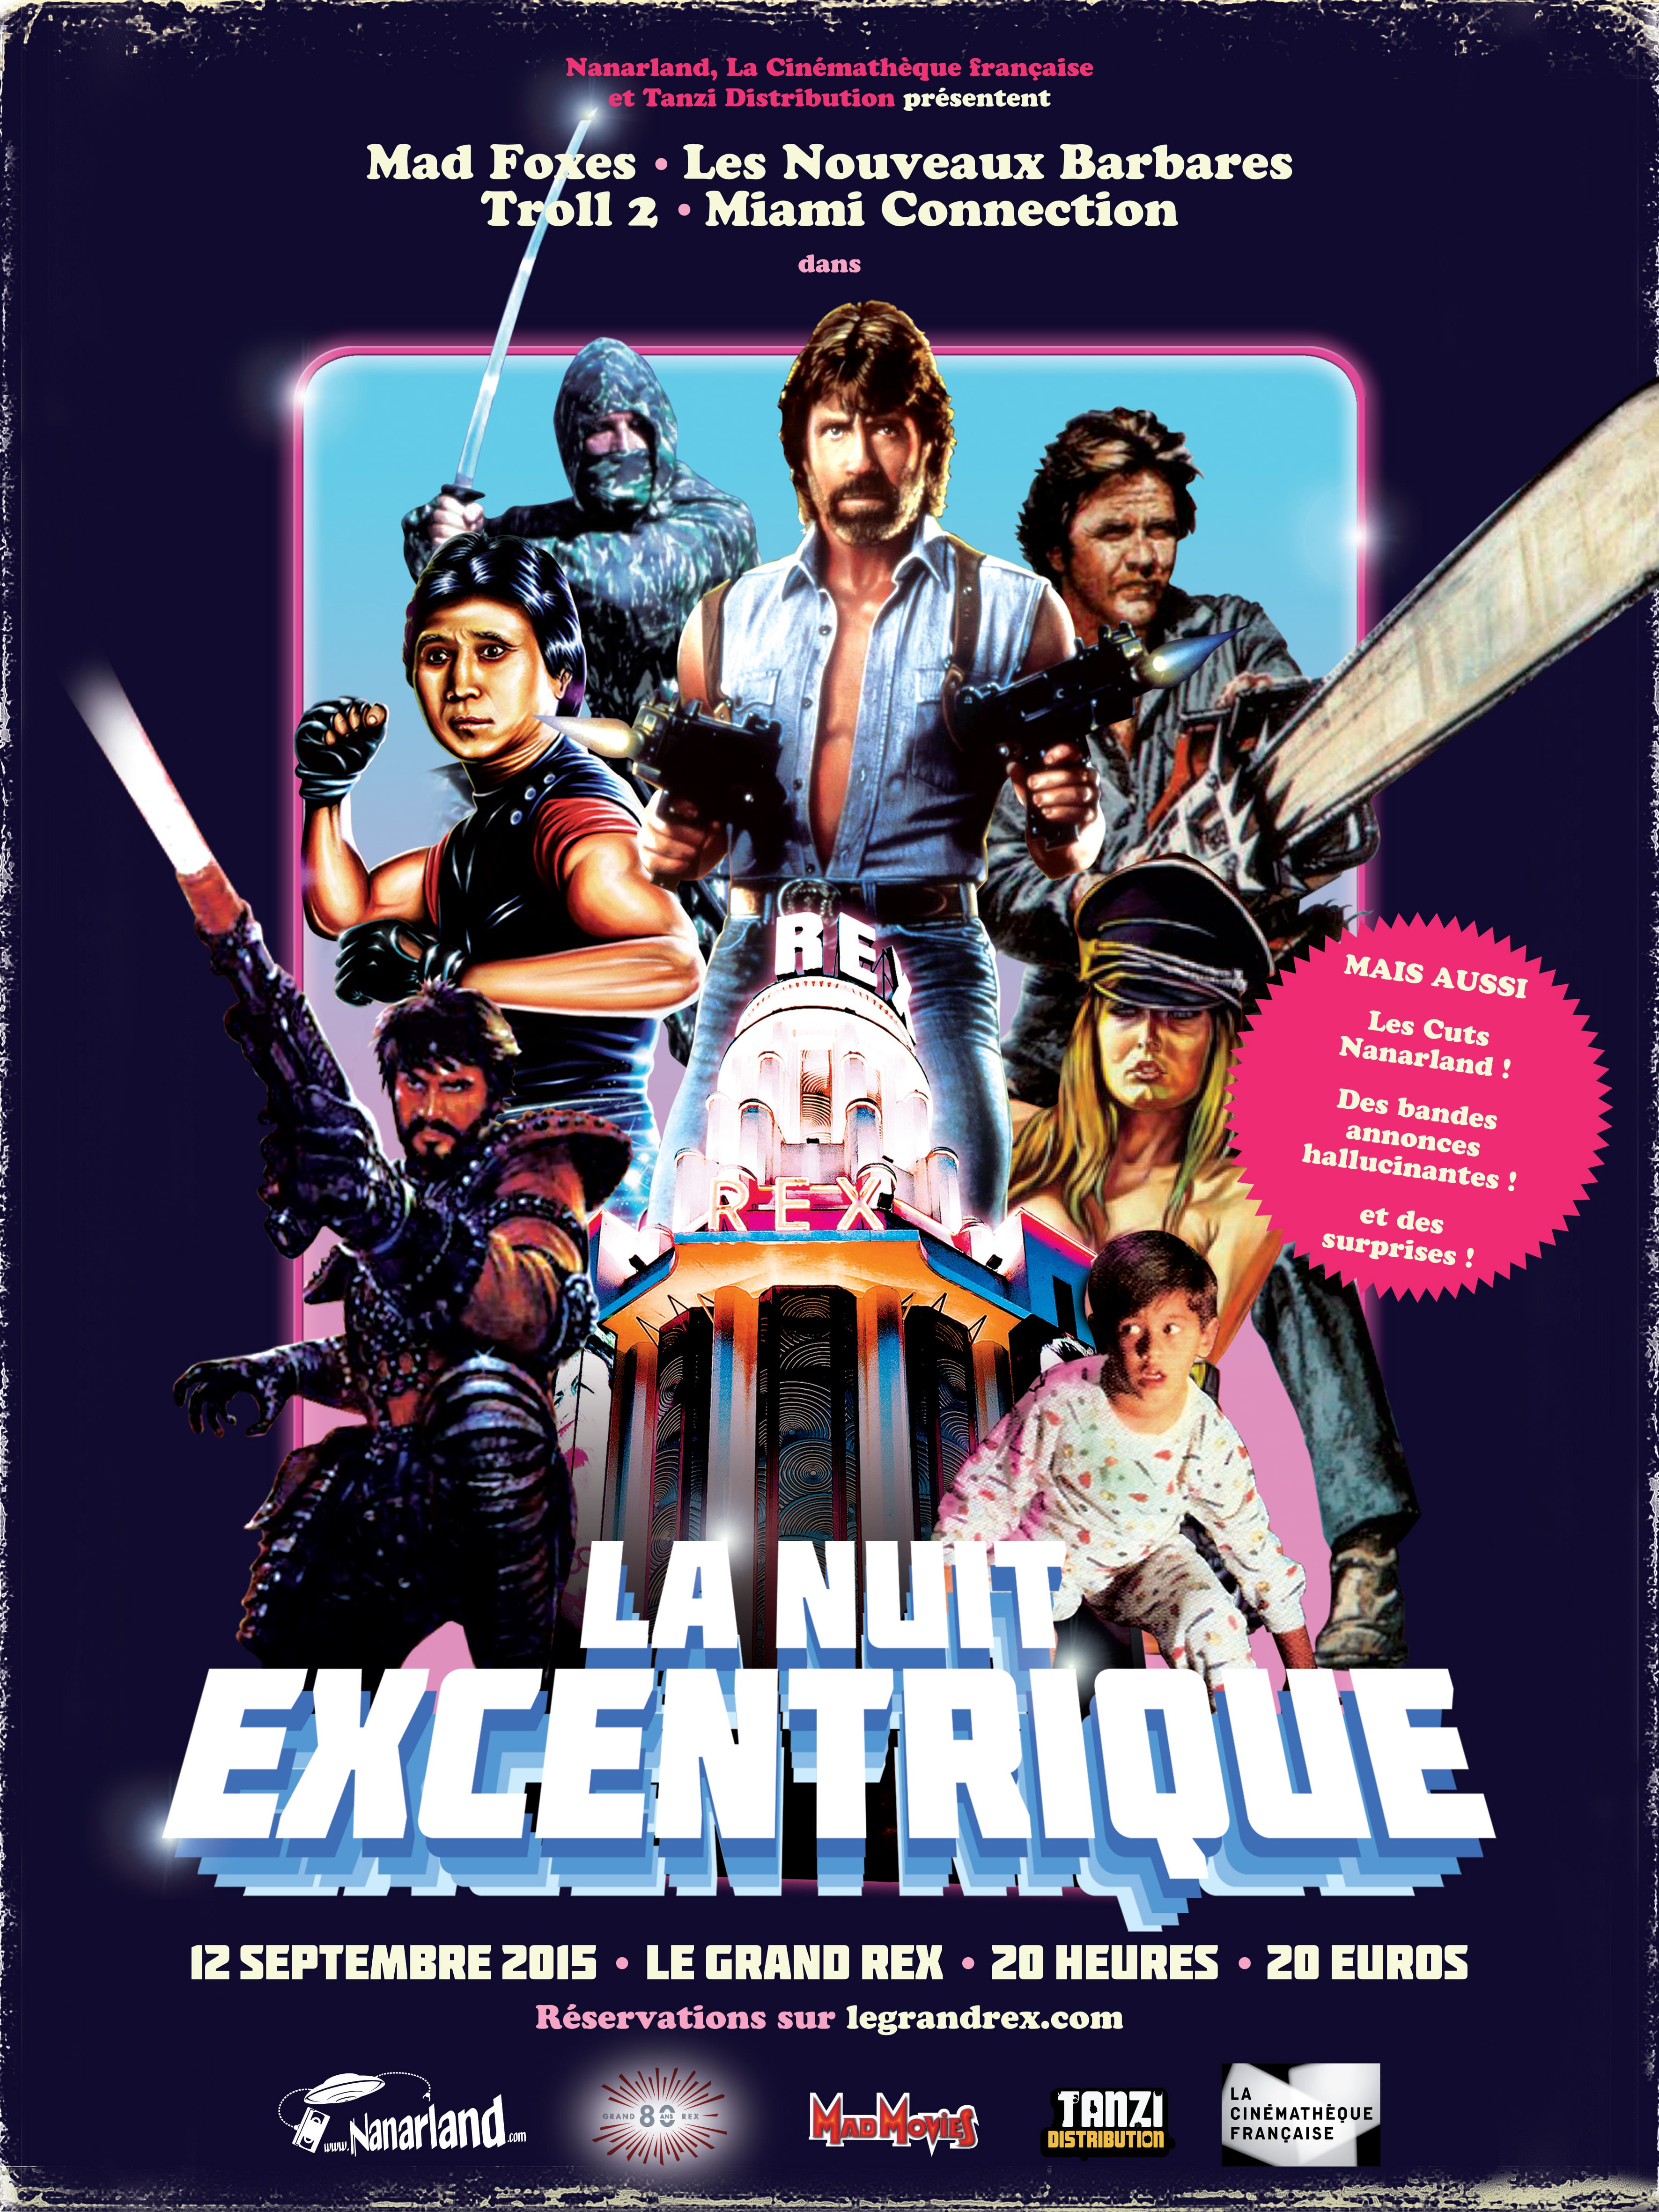 Nanarland, La Cinémathèque française
et Tanzi Distribution présentent
Mad Foxes • Les Nouveaux Barbares
Troll 2 • Miami Connection
dans
REX
REX
MAIS AUSSI
Les Cuts
Nanarland !
Des bandes
annonces
hallucinantes !
et des
surprises !
LA NUIT
EXCENTRIQUE
12 SEPTEMBRE 2015 • LE GRAND REX • 20 HEURES • 20 EUROS
Réservations sur legrandrex.com
www.Nanarland.com
GRAND 80 ANS REX
MAD MOVIES
TANZI
DISTRIBUTION
LA
CINÉMATHÈQUE
FRANÇAISE